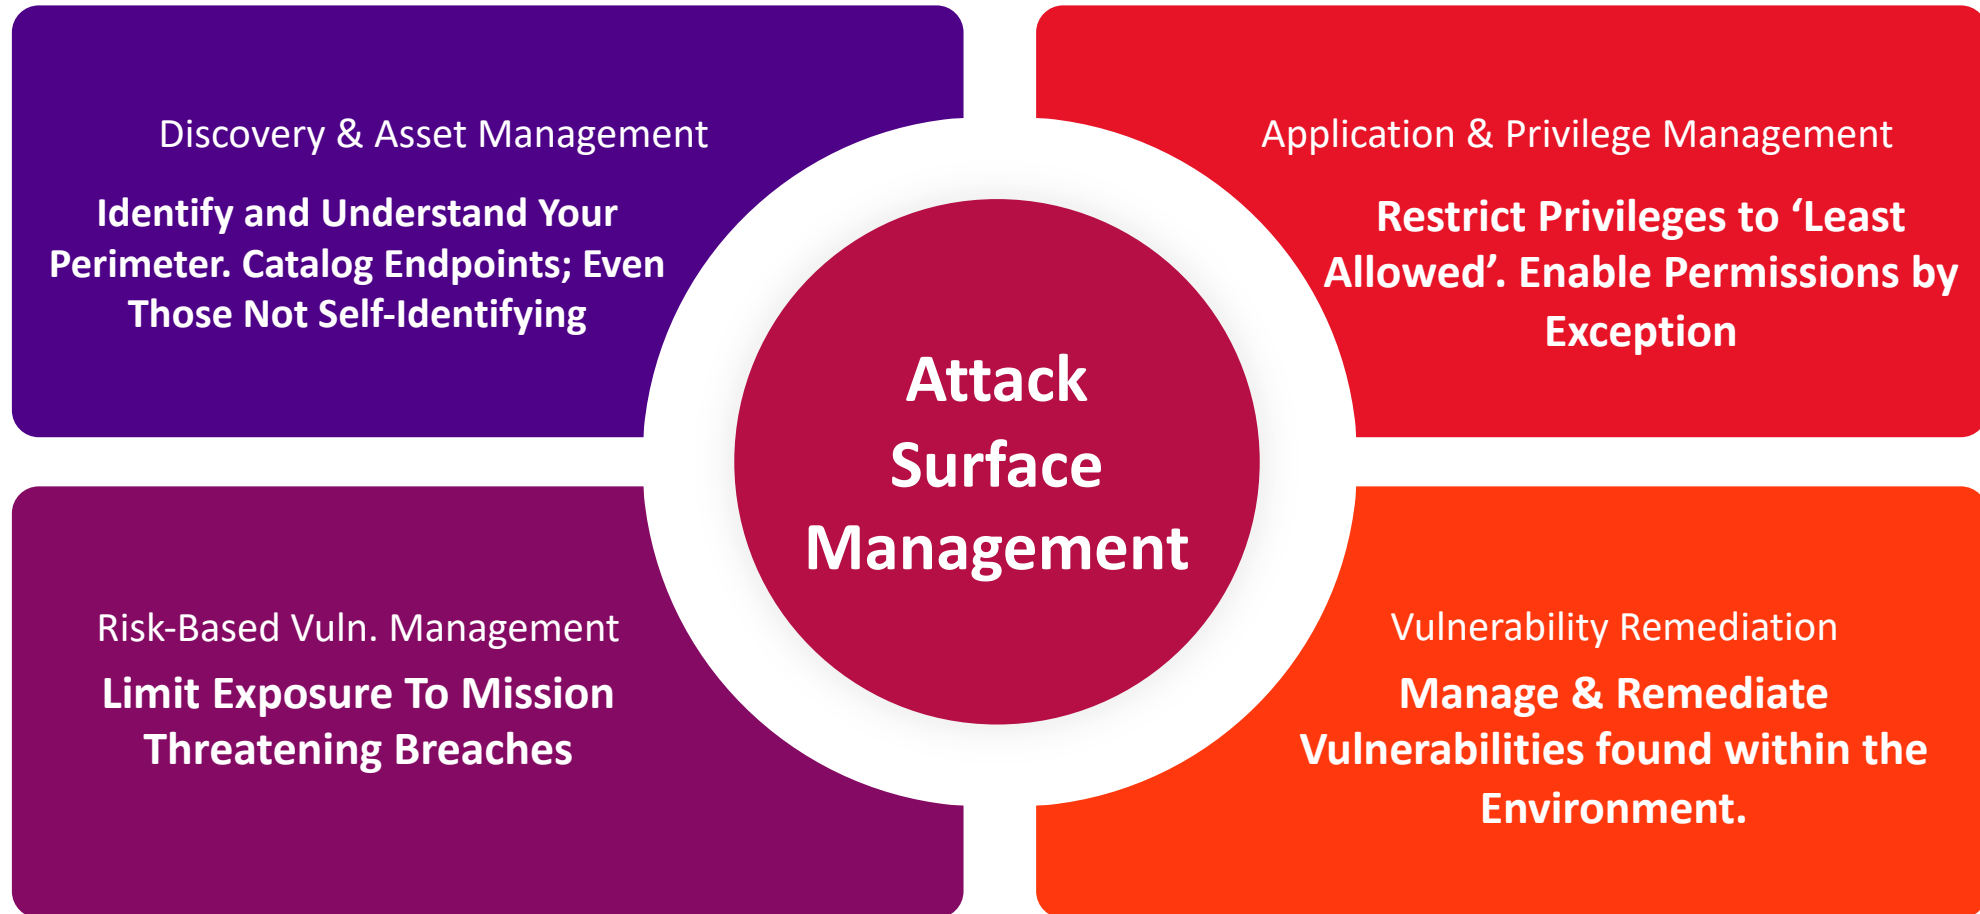 Discovery & Asset Management
Identify and Understand Your
Perimeter. Catalog Endpoints; Even
Those Not Self-Identifying
Application & Privilege Management
Restrict Privileges to ‘Least
Allowed’. Enable Permissions by
Exception
Attack
Surface
Management
Risk-Based Vuln. Management
Limit Exposure To Mission
Threatening Breaches
Vulnerability Remediation
Manage & Remediate
Vulnerabilities found within the
Environment.